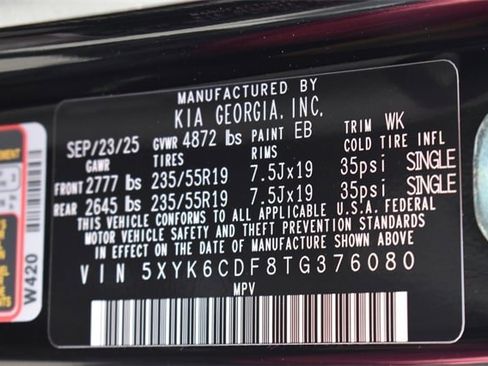 MANUFACTURED BY
KIA GEORGIA, INC.
SEP/23/25 GVWR 4872 lbs PAINT EB TRIM WK
GAWR TIRES RIMS COLD TIRE INFL
FRONT 2777 lbs 235/55R19 7.5Jx19 35psi SINGLE
REAR 2645 lbs 235/55R19 7.5Jx19 35psi SINGLE
THIS VEHICLE CONFORMS TO ALL APPLICABLE U.S.A. FEDERAL
MOTOR VEHICLE SAFETY AND THEFT PREVENTION STANDARDS
IN EFFECT ON THE DATE OF MANUFACTURE SHOWN ABOVE
VIN 5XYK6CDF8TG376080
MPV
W420